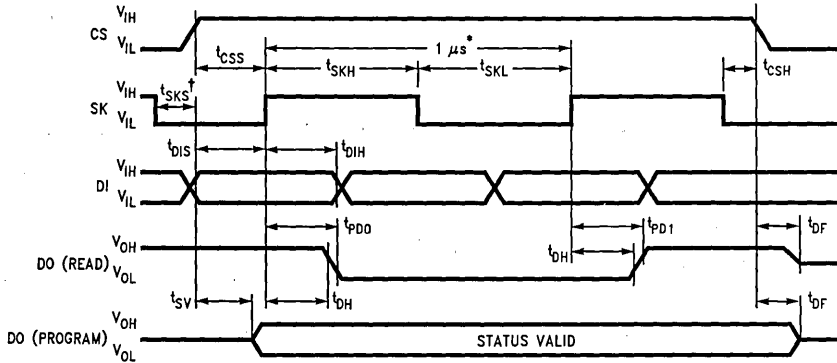 V_IH
CS
V_IL
t_CSS
1 μs*
t_SKH
t_SKL
t_CSH
V_IH
SK
V_IL
t_SKS†
t_DIS
t_DIH
V_IH
DI
V_IL
t_PD0
t_PD1
t_DF
V_OH
DO (READ)
V_OL
t_DH
t_SV
t_DH
t_DF
V_OH
DO (PROGRAM)
V_OL
STATUS VALID